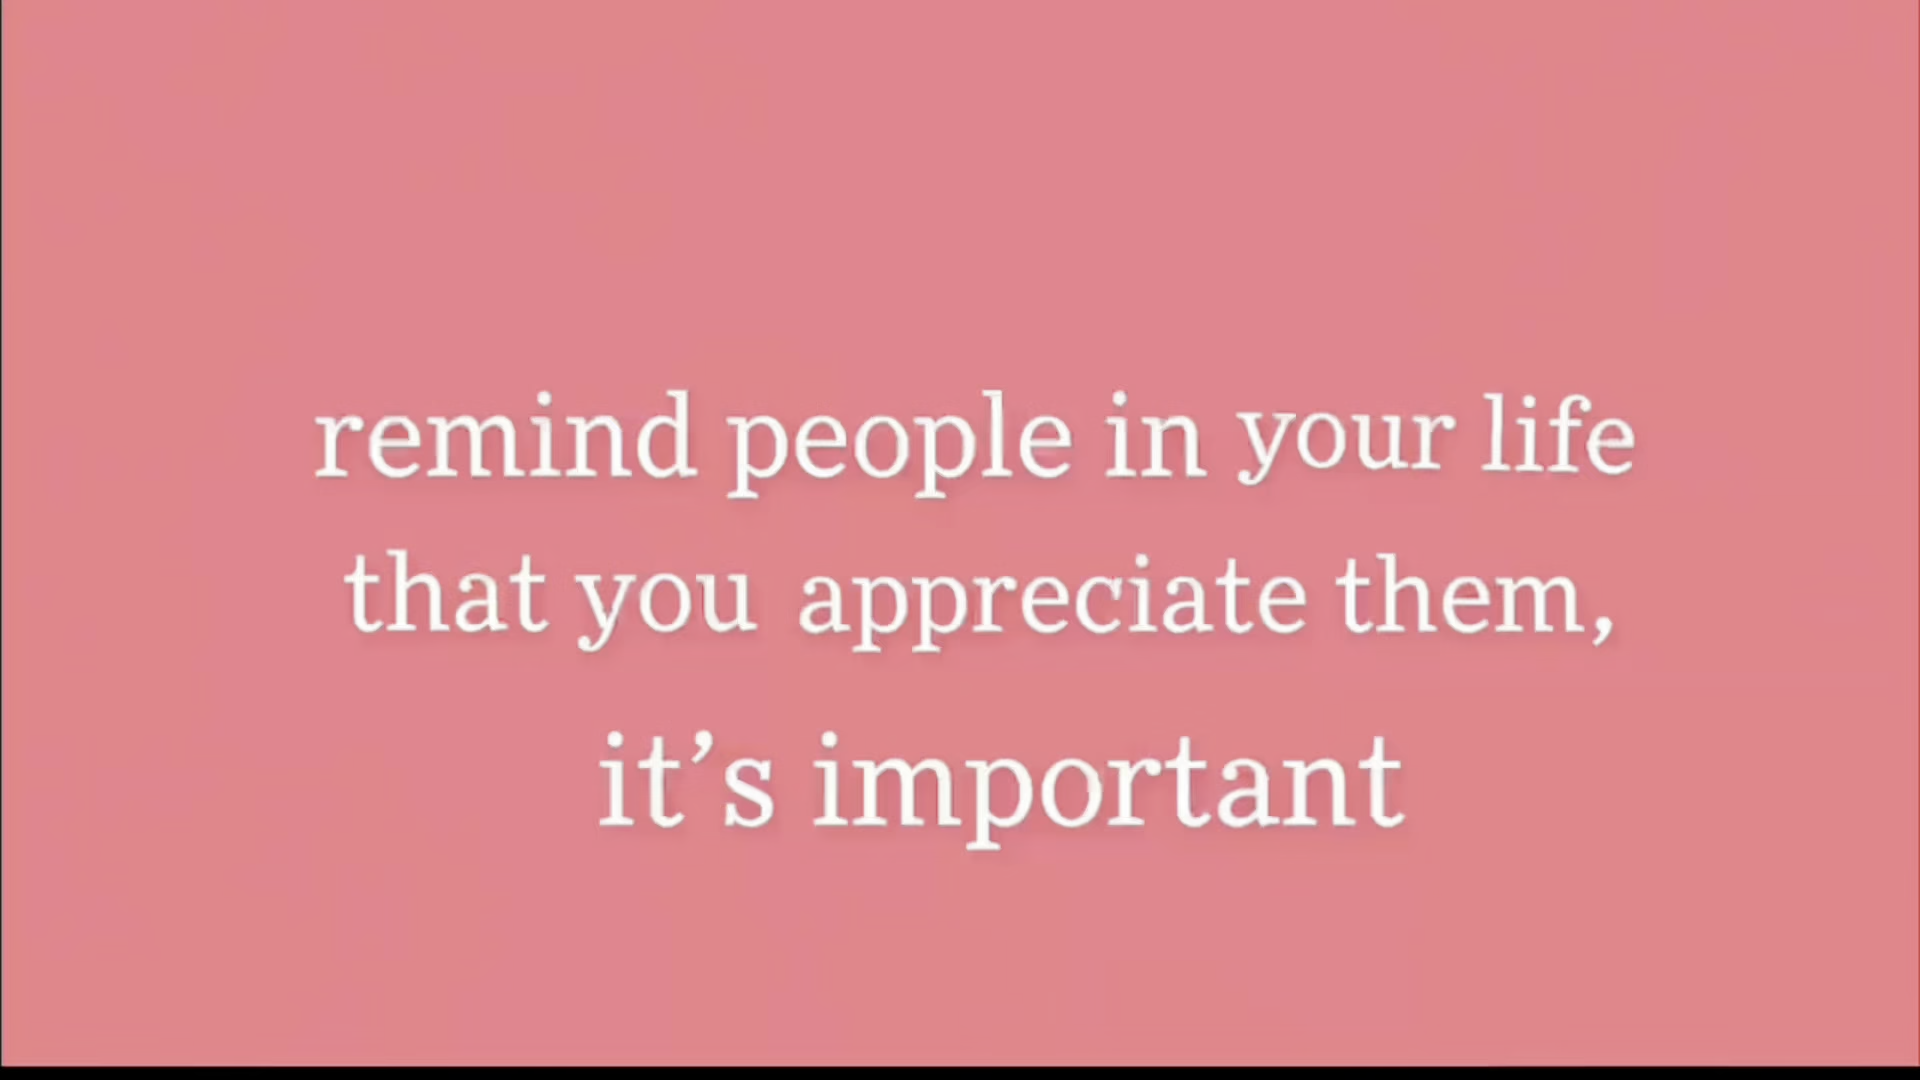 remind people in your life
that you appreciate them,
it’s important